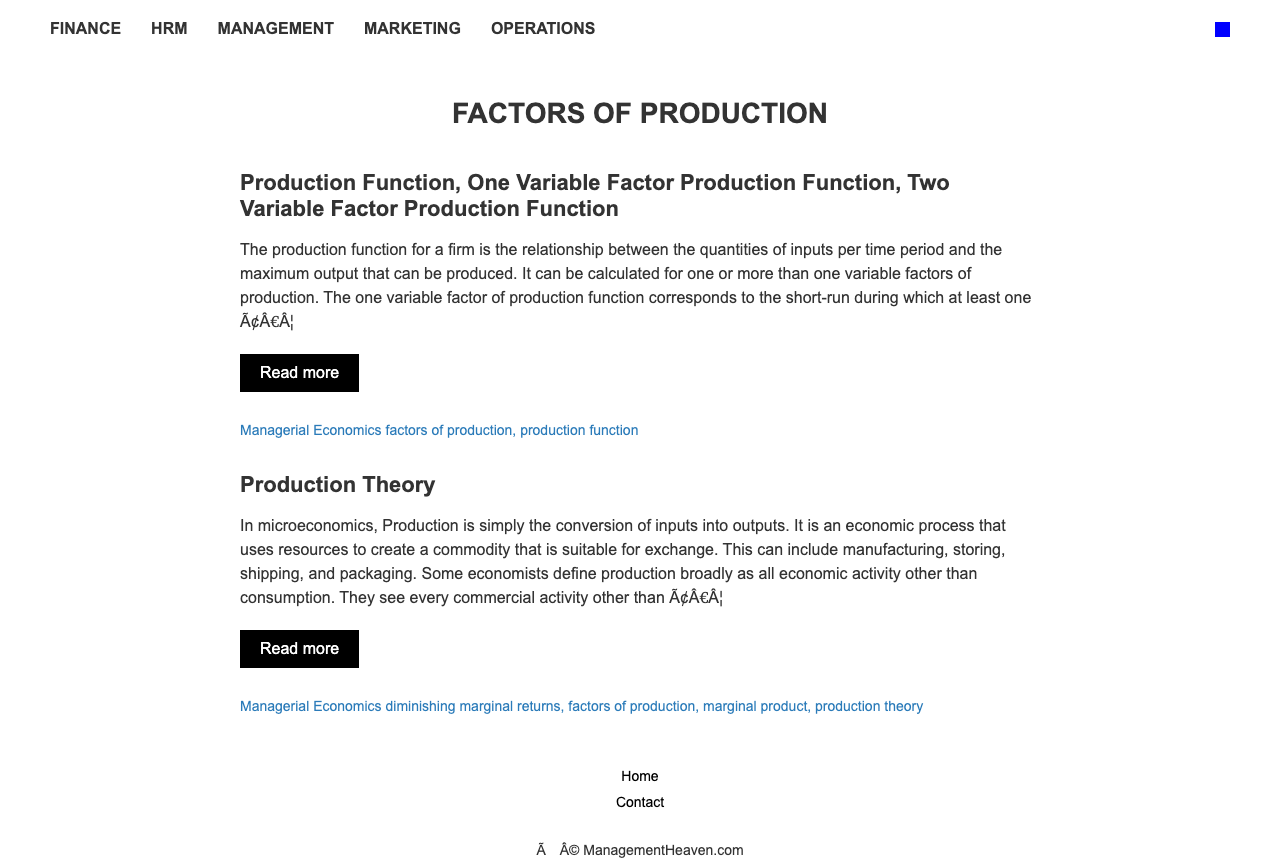 FINANCE HRM MANAGEMENT MARKETING OPERATIONS
FACTORS OF PRODUCTION
Production Function, One Variable Factor Production Function, Two
Variable Factor Production Function
The production function for a firm is the relationship between the quantities of inputs per time period and the
maximum output that can be produced. It can be calculated for one or more than one variable factors of
production. The one variable factor of production function corresponds to the short-run during which at least one
Ã¢Â€Â¦
Read more
Managerial Economics factors of production, production function
Production Theory
In microeconomics, Production is simply the conversion of inputs into outputs. It is an economic process that
uses resources to create a commodity that is suitable for exchange. This can include manufacturing, storing,
shipping, and packaging. Some economists define production broadly as all economic activity other than
consumption. They see every commercial activity other than Ã¢Â€Â¦
Read more
Managerial Economics diminishing marginal returns, factors of production, marginal product, production theory
Home
Contact
Ã Â© ManagementHeaven.com